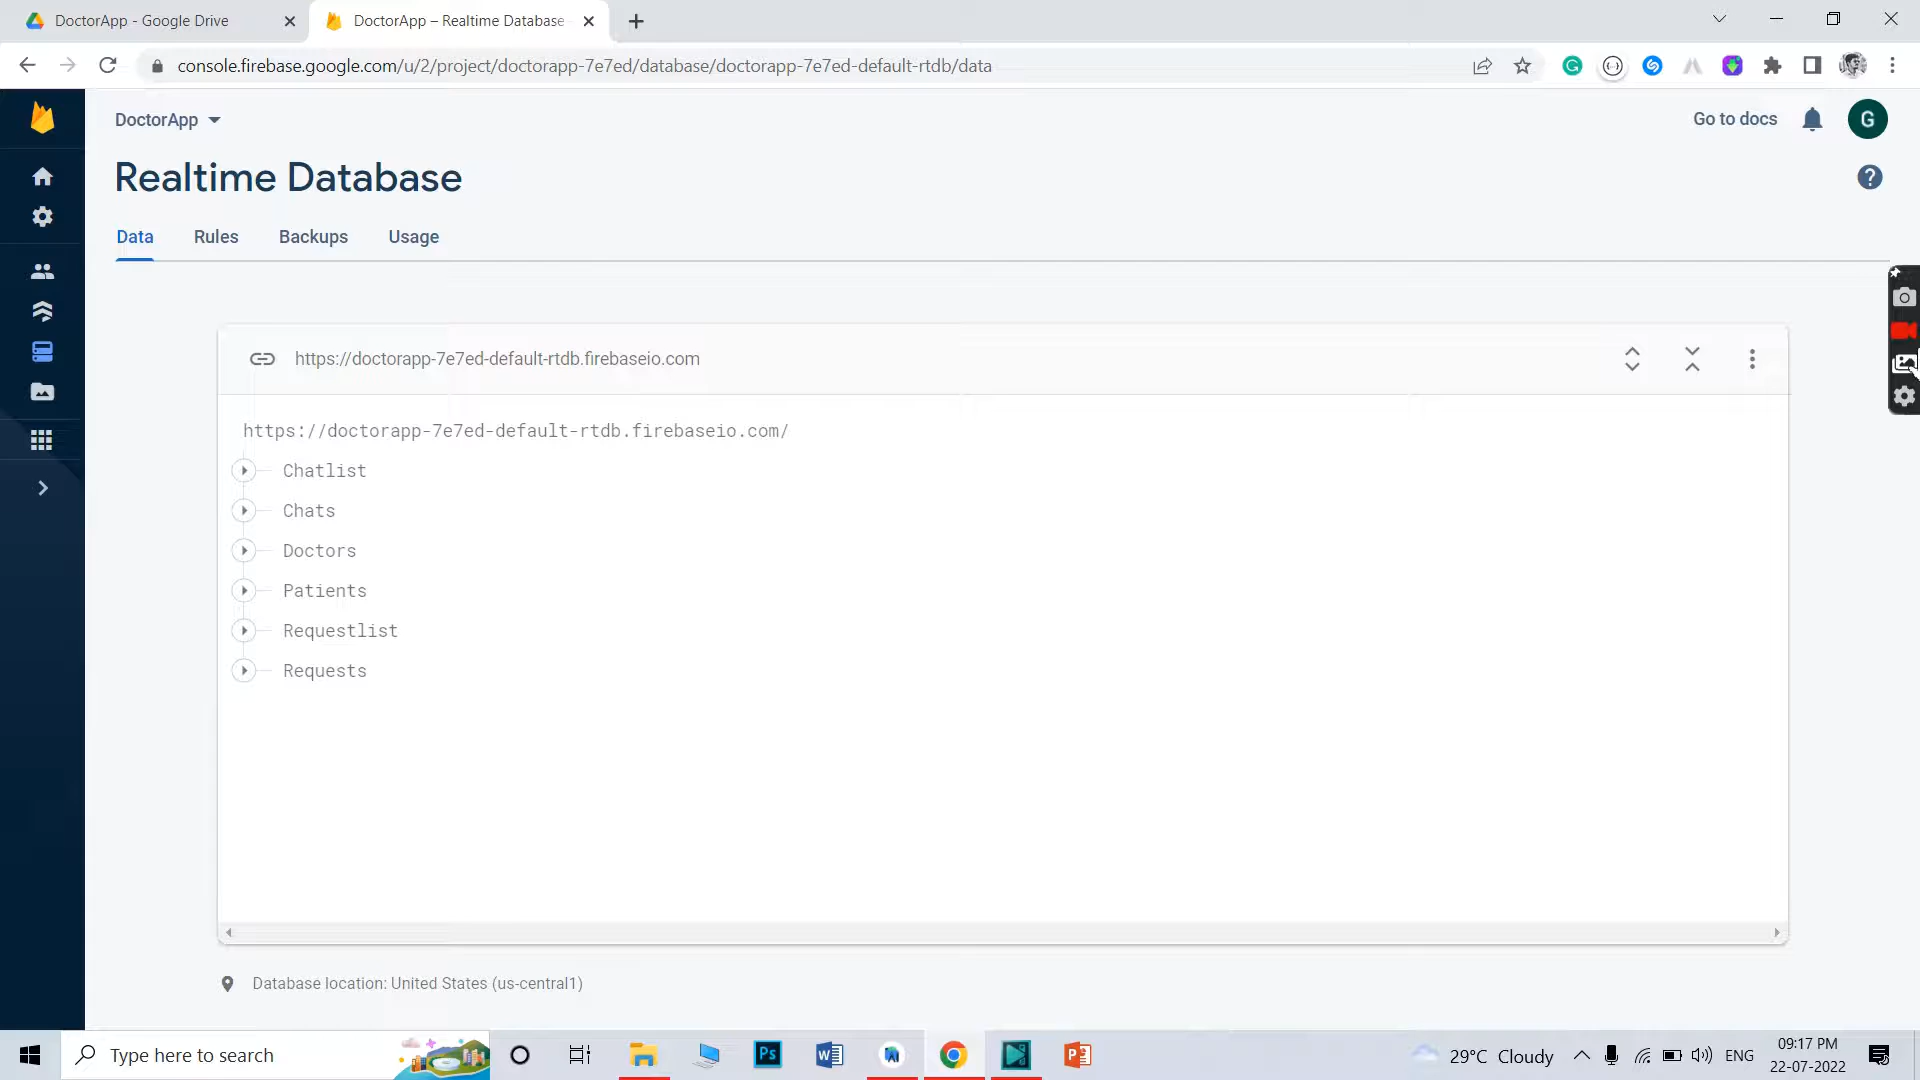 DoctorApp - Google Drive
DoctorApp – Realtime Database
console.firebase.google.com/u/2/project/doctorapp-7e7ed/database/doctorapp-7e7ed-default-rtdb/data
DoctorApp
Go to docs
G
Realtime Database
?
Data Rules Backups Usage
https://doctorapp-7e7ed-default-rtdb.firebaseio.com
https://doctorapp-7e7ed-default-rtdb.firebaseio.com/
Chatlist
Chats
Doctors
Patients
Requestlist
Requests
Database location: United States (us-central1)
Type here to search
Ps
29°C Cloudy
ENG
09:17 PM
22-07-2022